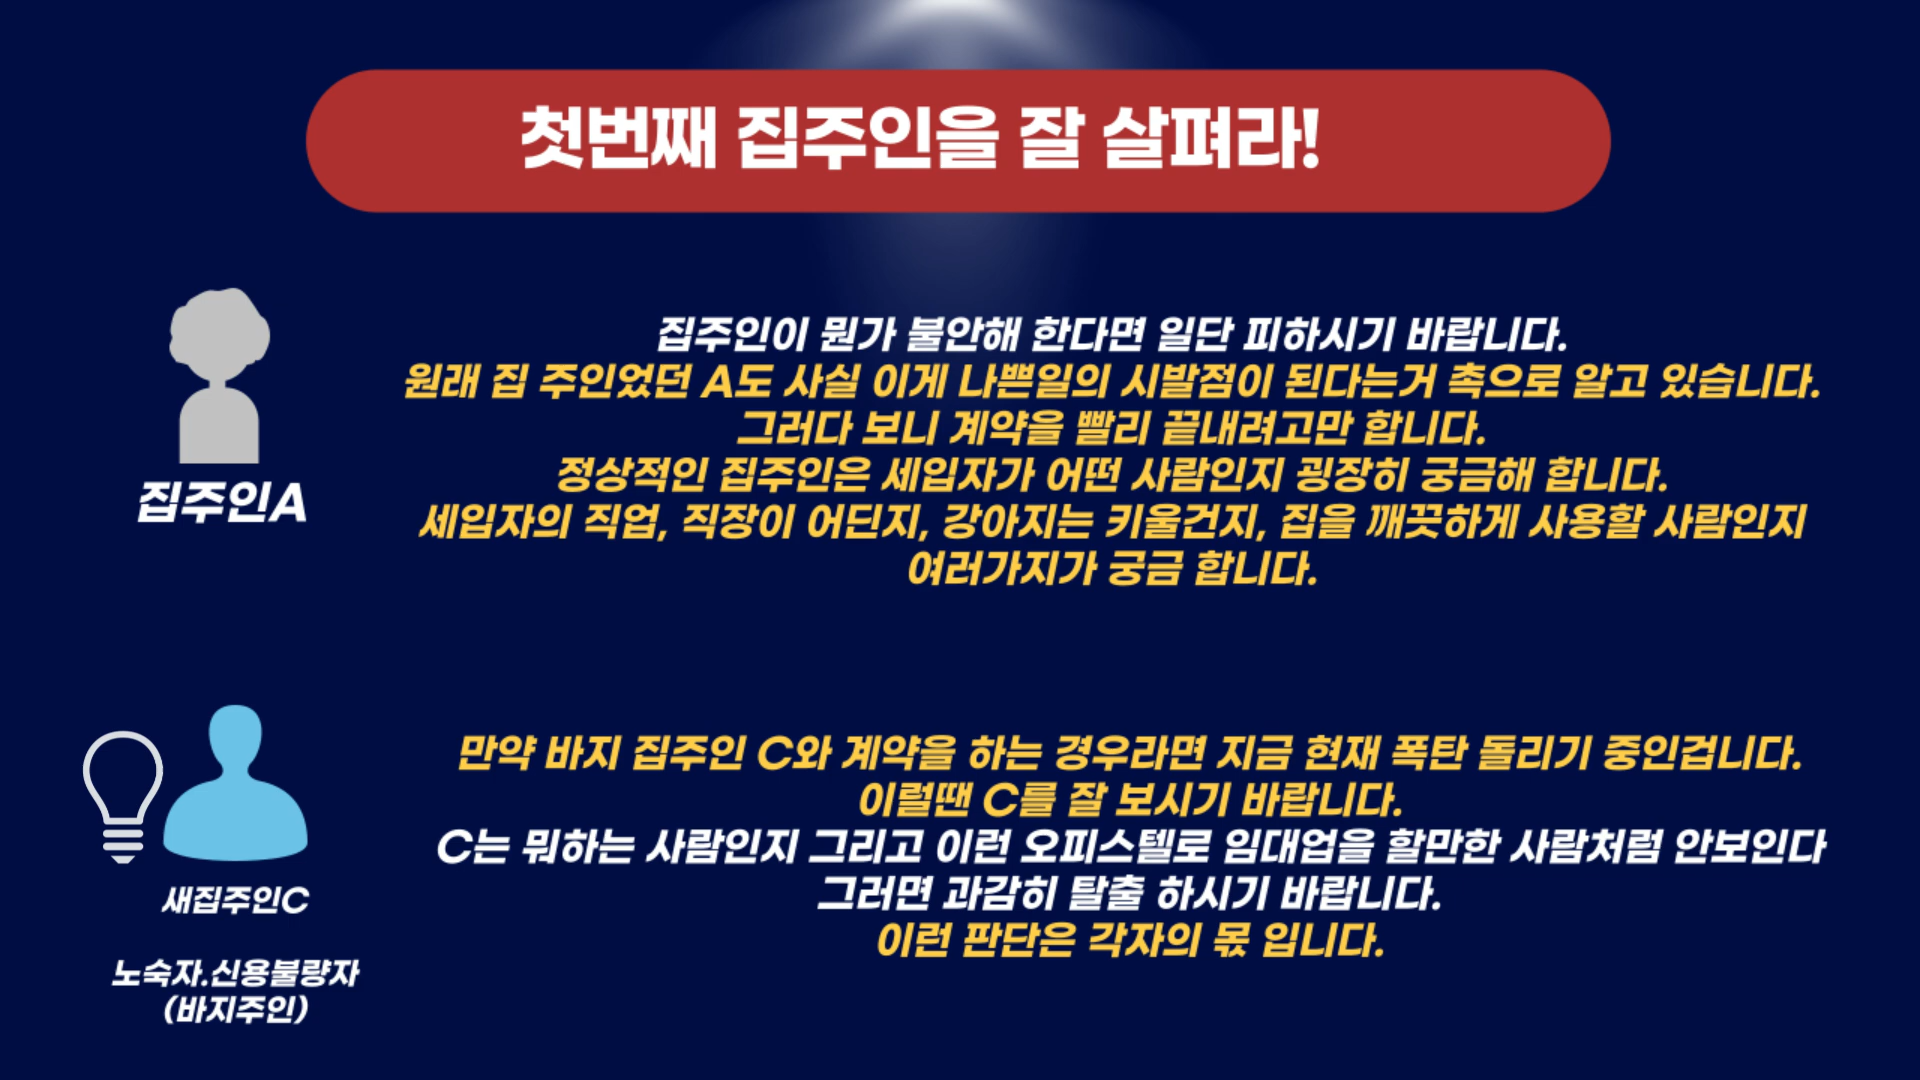 첫번째 집주인을 잘 살펴라!
집주인A
집주인이 뭔가 불안해 한다면 일단 피하시기 바랍니다.
원래 집 주인었던 A도 사실 이게 나쁜일의 시발점이 된다는거 촉으로 알고 있습니다.
그러다 보니 계약을 빨리 끝내려고만 합니다.
정상적인 집주인은 세입자가 어떤 사람인지 굉장히 궁금해 합니다.
세입자의 직업, 직장이 어딘지, 강아지는 키울건지, 집을 깨끗하게 사용할 사람인지
여러가지가 궁금 합니다.
새집주인C
노숙자.신용불량자
(바지주인)
만약 바지 집주인 C와 계약을 하는 경우라면 지금 현재 폭탄 돌리기 중인겁니다.
이럴땐 C를 잘 보시기 바랍니다.
C는 뭐하는 사람인지 그리고 이런 오피스텔로 임대업을 할만한 사람처럼 안보인다
그러면 과감히 탈출 하시기 바랍니다.
이런 판단은 각자의 몫 입니다.